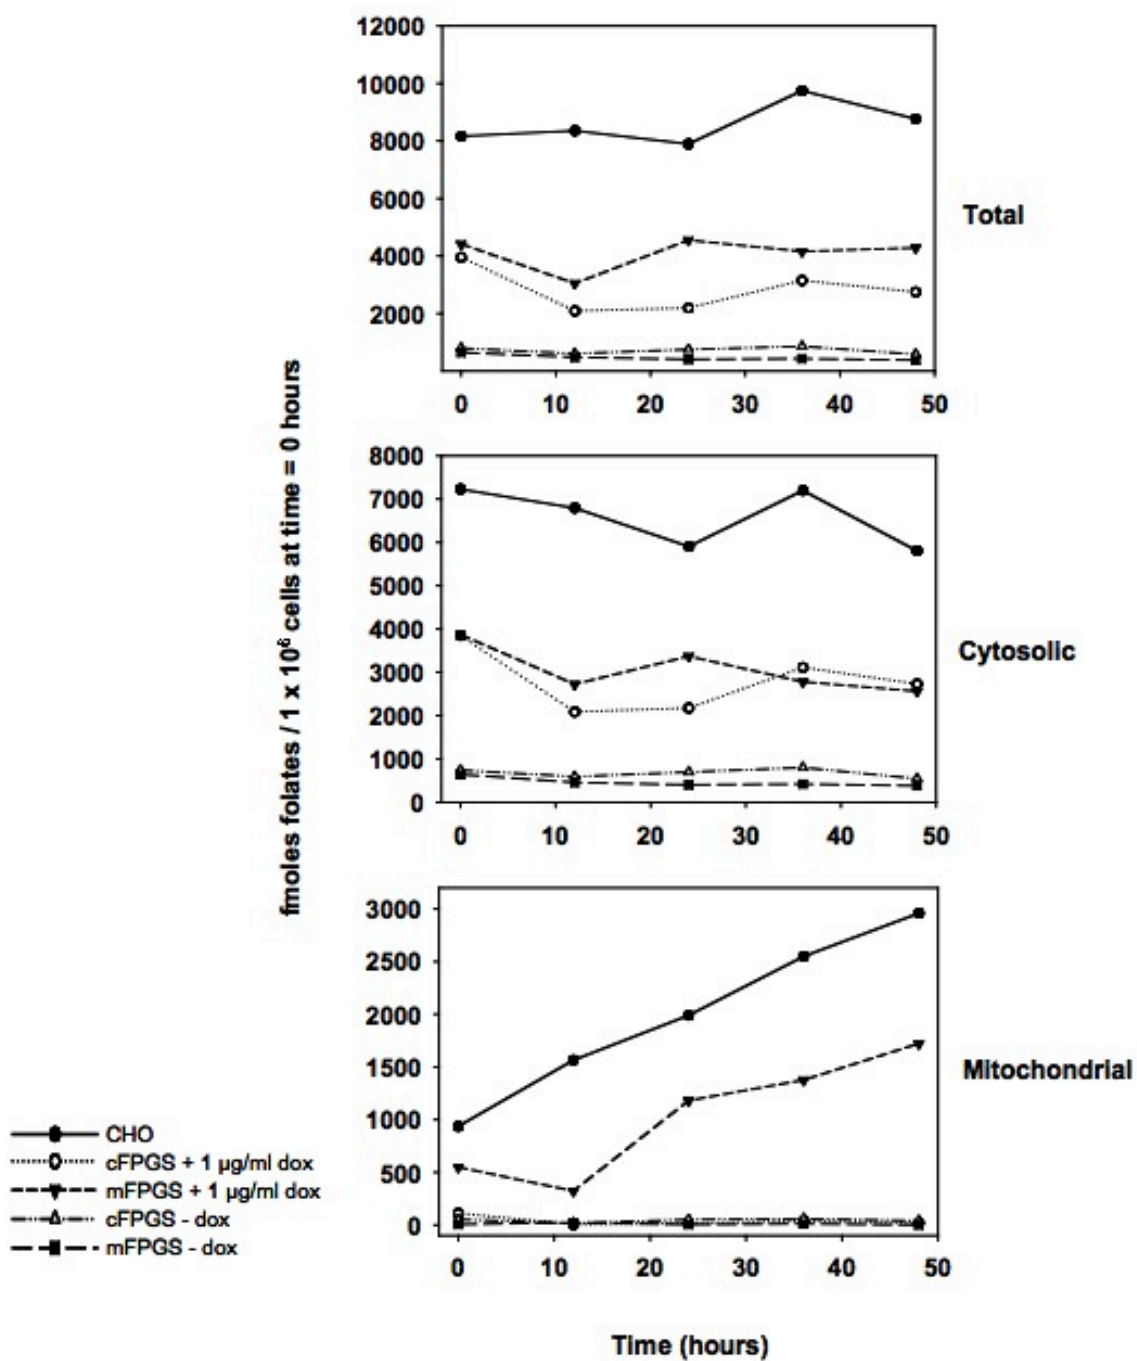 12000
10000
8000
6000
4000
2000
0 10 20 30 40 50
Total
8000
7000
6000
5000
4000
3000
2000
1000
0
0 10 20 30 40 50
Cytosolic
fmoles folates / 1 x 10⁶ cells at time = 0 hours
3000
2500
2000
1500
1000
500
0
0 10 20 30 40 50
Mitochondrial
CHO
cFPGS + 1 µg/ml dox
mFPGS + 1 µg/ml dox
cFPGS - dox
mFPGS - dox
Time (hours)